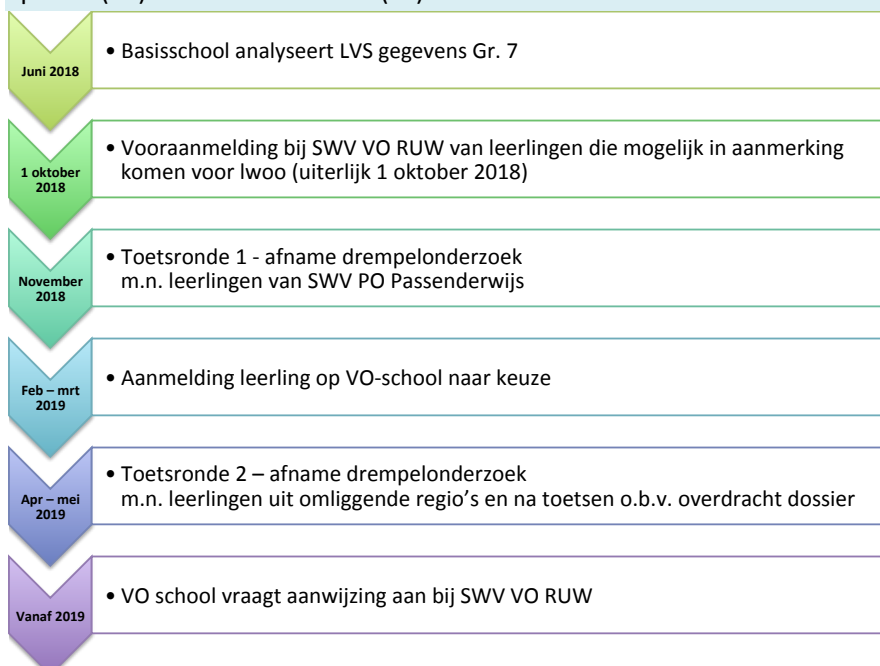 Juni 2018
• Basisschool analyseert LVS gegevens Gr. 7
1 oktober
2018
• Vooraanmelding bij SWV VO RUW van leerlingen die mogelijk in aanmerking
komen voor lwoo (uiterlijk 1 oktober 2018)
November
2018
• Toetsronde 1 - afname drempelonderzoek
m.n. leerlingen van SWV PO Passenderwijs
Feb – mrt
2019
• Aanmelding leerling op VO-school naar keuze
Apr – mei
2019
• Toetsronde 2 – afname drempelonderzoek
m.n. leerlingen uit omliggende regio’s en na toetsen o.b.v. overdracht dossier
Vanaf 2019
• VO school vraagt aanwijzing aan bij SWV VO RUW